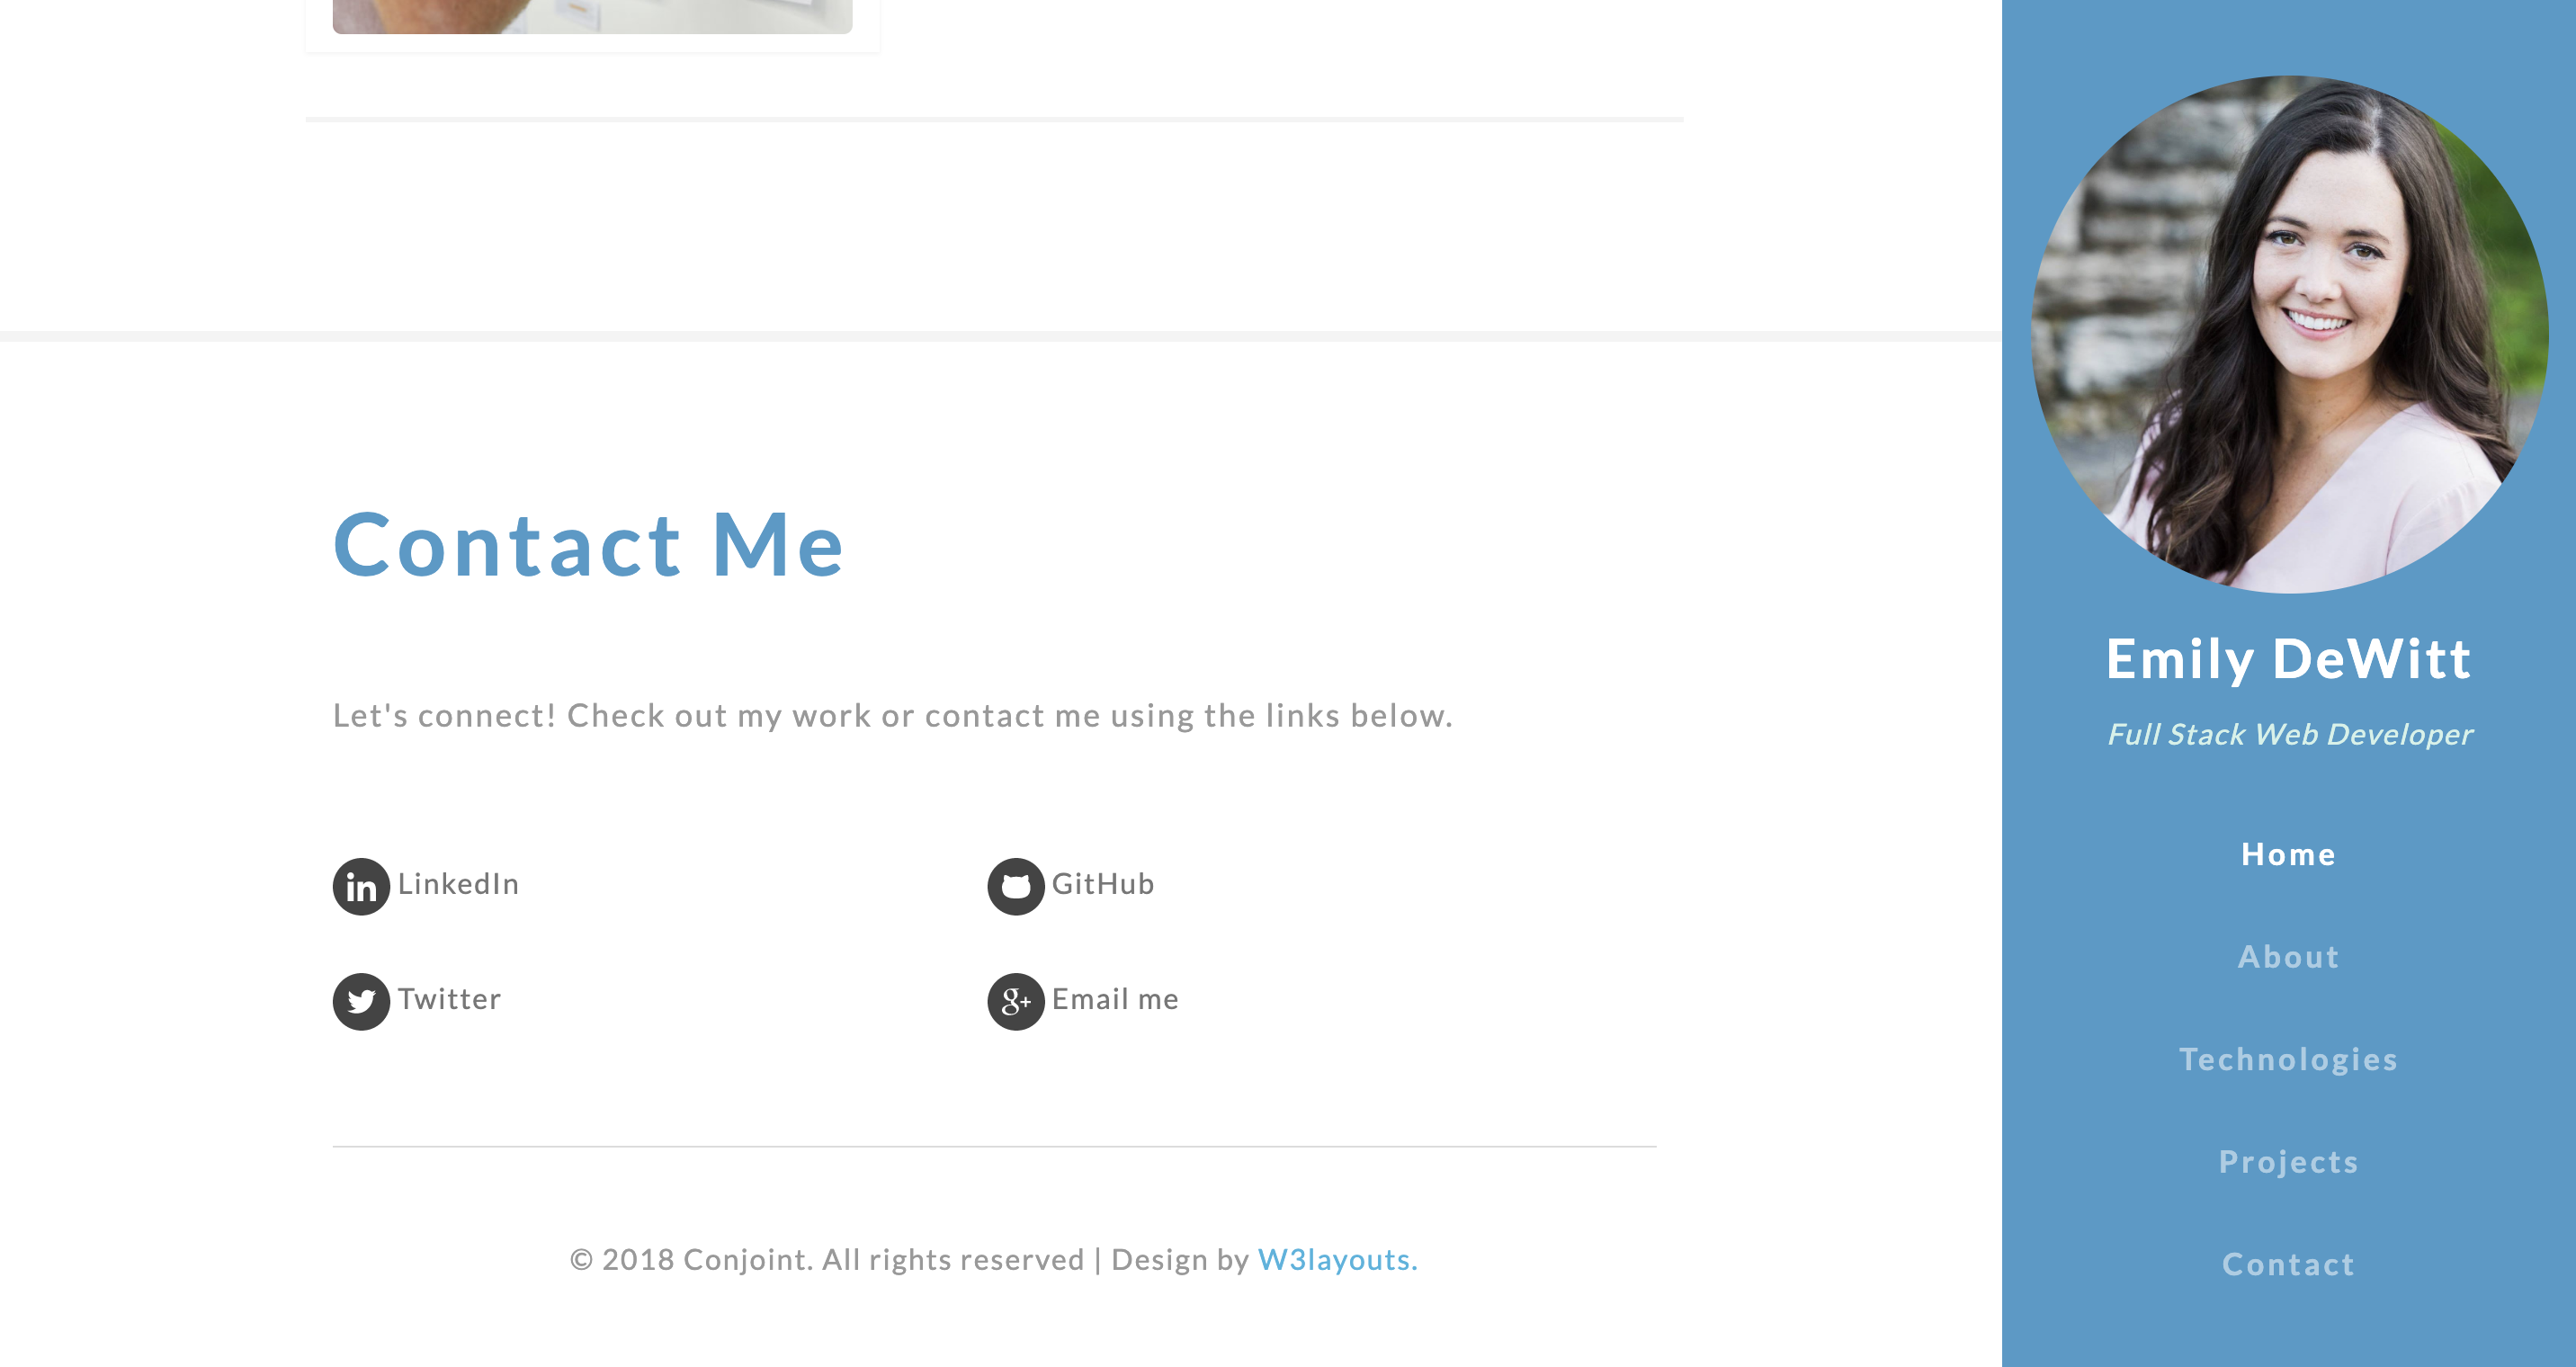 Contact Me
Let's connect! Check out my work or contact me using the links below.
LinkedIn
GitHub
Twitter
Email me
© 2018 Conjoint. All rights reserved | Design by W3layouts.
Emily DeWitt
Full Stack Web Developer
Home
About
Technologies
Projects
Contact